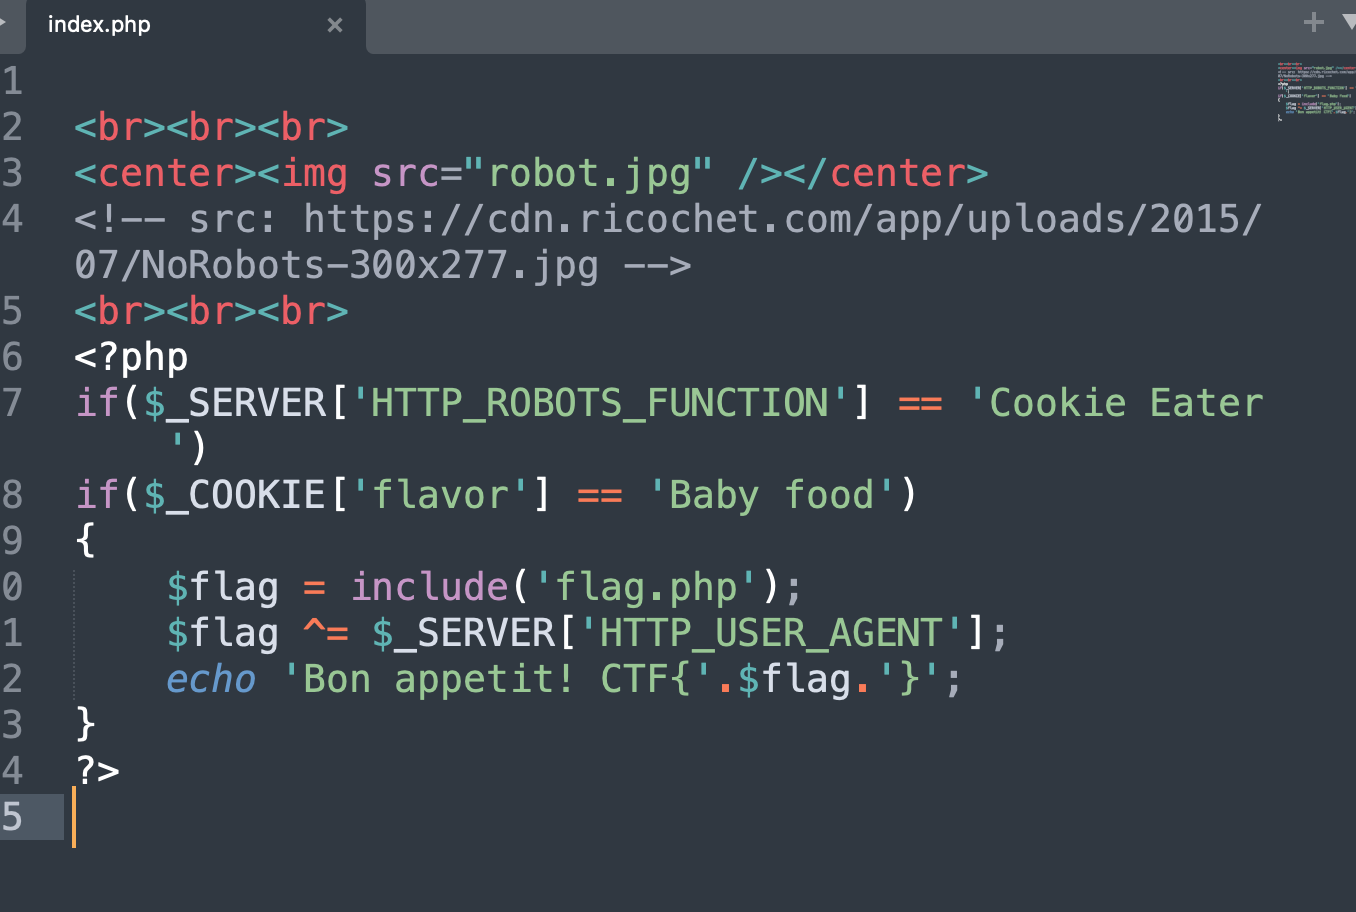 index.php
1
2 <br><br><br>
3 <center><img src="robot.jpg" /></center>
4 <!-- src: https://cdn.ricochet.com/app/uploads/2015/
07/NoRobots-300x277.jpg -->
5 <br><br><br>
6 <?php
7 if($_SERVER['HTTP_ROBOTS_FUNCTION'] == 'Cookie Eater
')
8 if($_COOKIE['flavor'] == 'Baby food')
9 {
0 $flag = include('flag.php');
1 $flag ^= $_SERVER['HTTP_USER_AGENT'];
2 echo 'Bon appetit! CTF{'.$flag.'}';
3 }
4 ?>
5